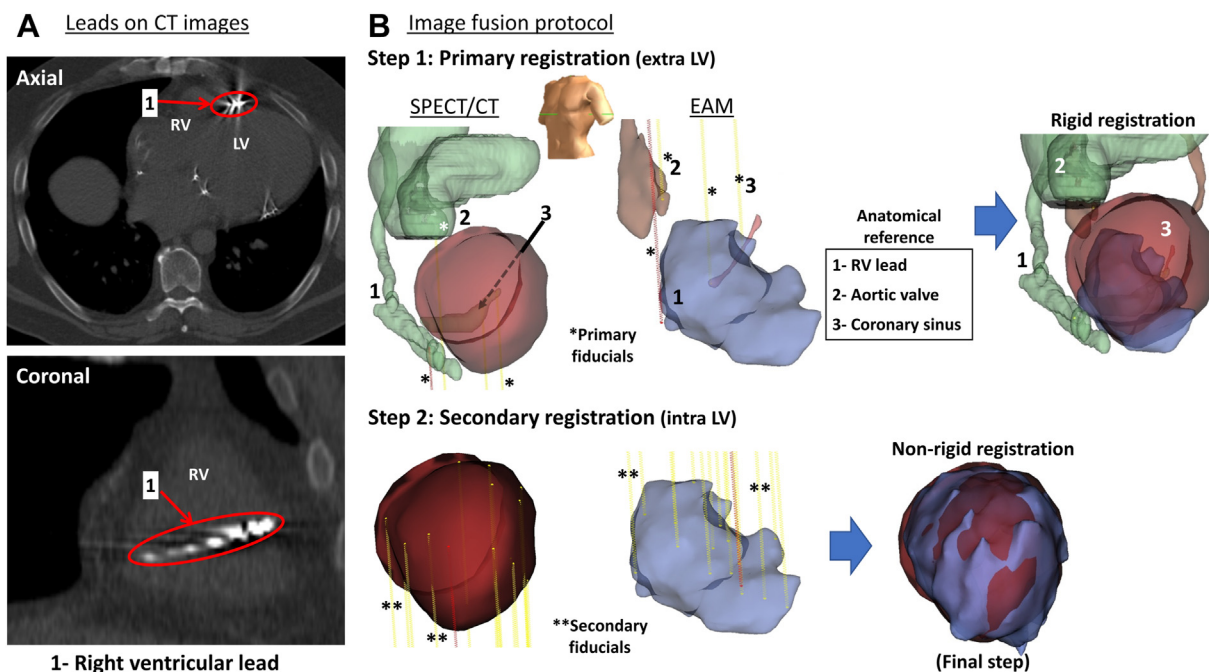 A Leads on CT images
Axial
1
RV
LV
Coronal
RV
1
1- Right ventricular lead
B Image fusion protocol
Step 1: Primary registration (extra LV)
SPECT/CT
EAM
Rigid registration
*
2
3
1
*
*
*Primary
fiducials
*2
*
*3
*
1
Anatomical
reference
1- RV lead
2- Aortic valve
3- Coronary sinus
2
3
1
Step 2: Secondary registration (intra LV)
**
**
**Secondary
fiducials
**
**
Non-rigid registration
(Final step)